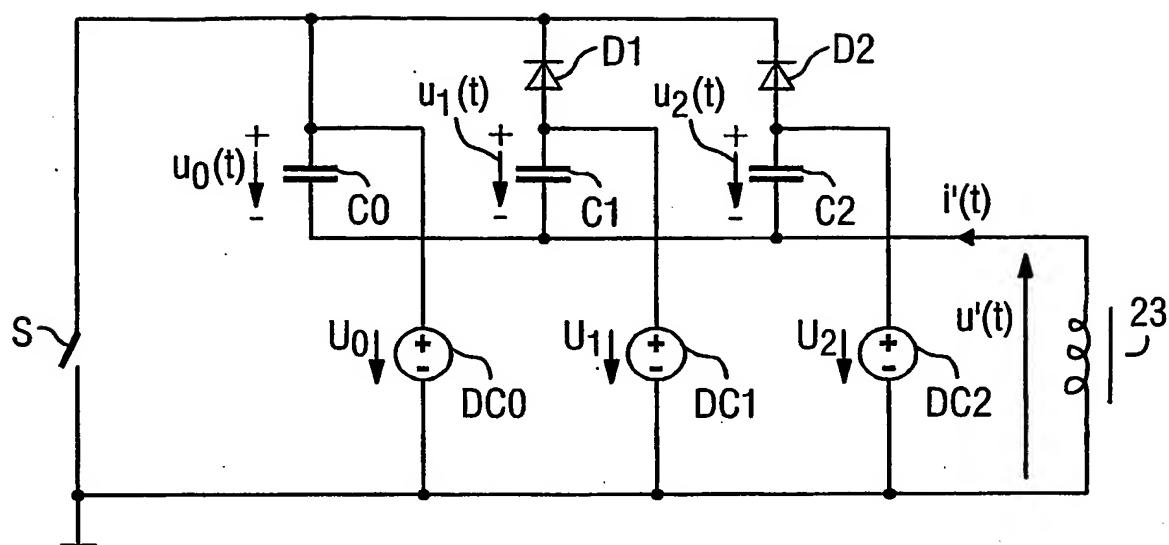 D1
D2
u₁(t)
u₂(t)
+
+
+
u₀(t)
-
C0
-
C1
-
C2
i'(t)
S
U₀
+
-
DC0
U₁
+
-
DC1
U₂
+
-
DC2
u'(t)
23